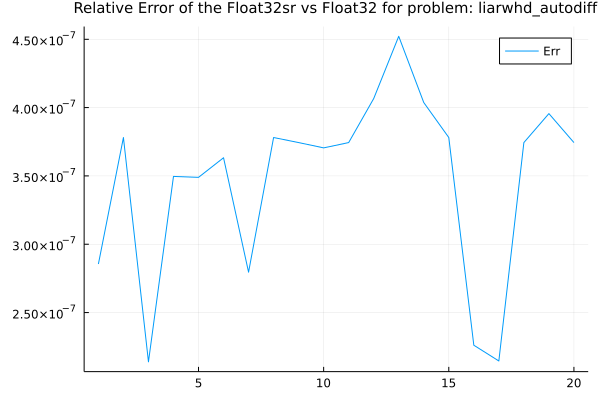 Relative Error of the Float32sr vs Float32 for problem: liarwhd_autodiff
Err
4.50×10⁻⁷
4.00×10⁻⁷
3.50×10⁻⁷
3.00×10⁻⁷
2.50×10⁻⁷
5 10 15 20